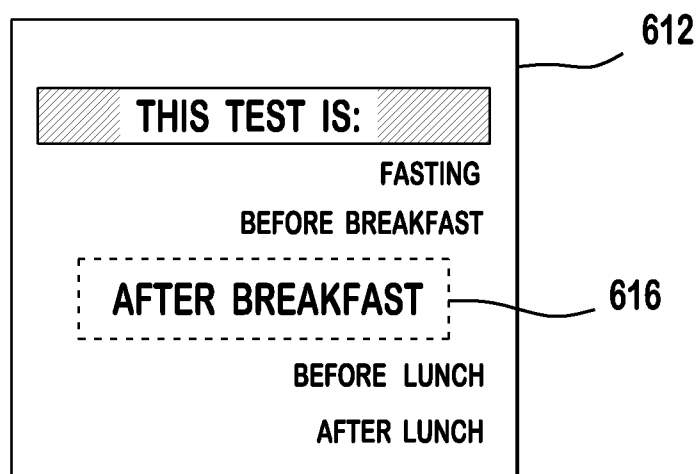 612
THIS TEST IS:
FASTING
BEFORE BREAKFAST
AFTER BREAKFAST
616
BEFORE LUNCH
AFTER LUNCH